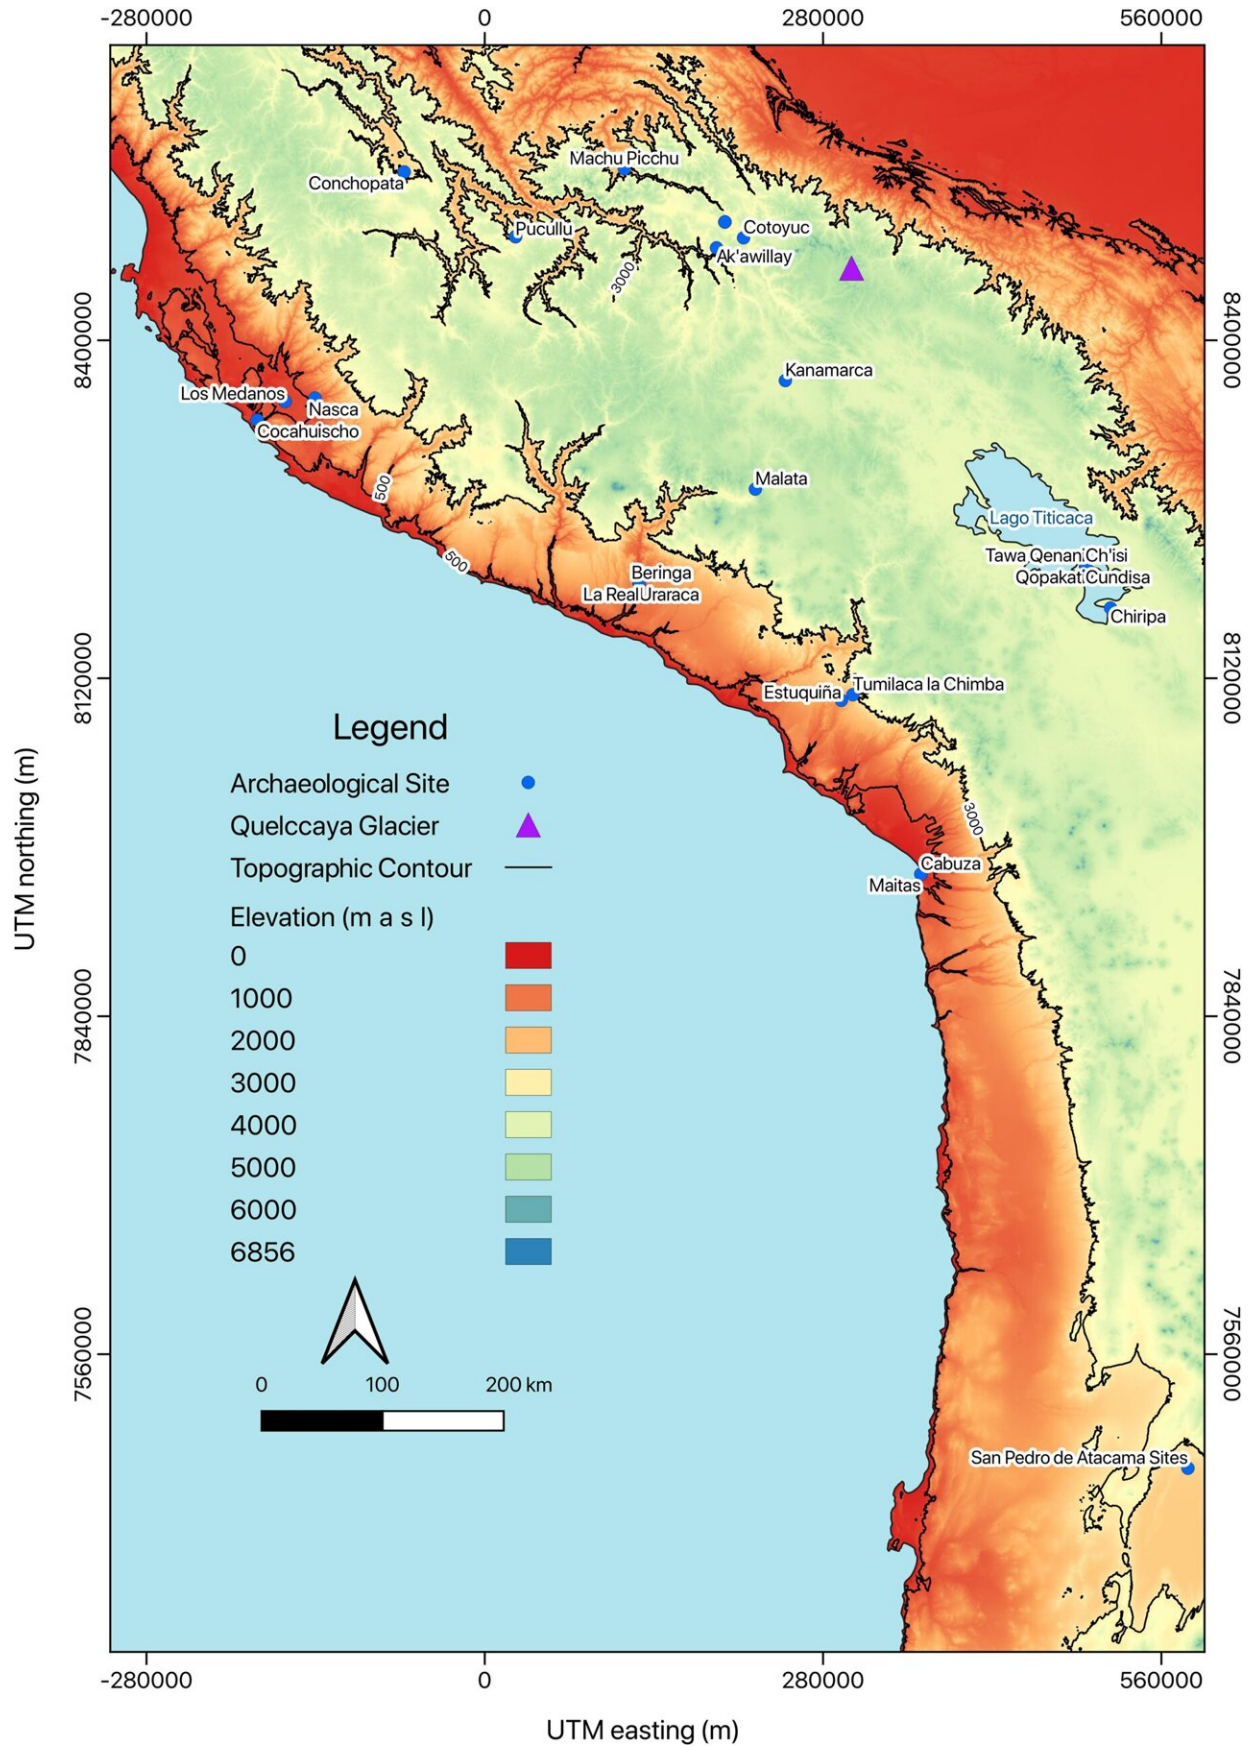 -280000 0 280000 560000
Machu Picchu
Conchopata
Pucullu
Cotoyuc
Ak'awillay
3000
8400000
8400000
Kanamarca
Los Medanos
Nasca
Cocahuischo
500
Malata
Lago Titicaca
500
Tawa Qenani Ch'isi
Beringa
Qopakati Cundisa
La Real Uraraca
Chiripa
8120000
8120000
Tumilaca la Chimba
Estuquiña
Legend
Archaeological Site
Quelccaya Glacier
3000
Topographic Contour
Cabuza
Maitas
UTM northing (m)
Elevation (m a s l)
0
1000
7840000
7840000
2000
3000
4000
5000
6000
6856
7560000
7560000
0 100 200 km
San Pedro de Atacama Sites
-280000 0 280000 560000
UTM easting (m)